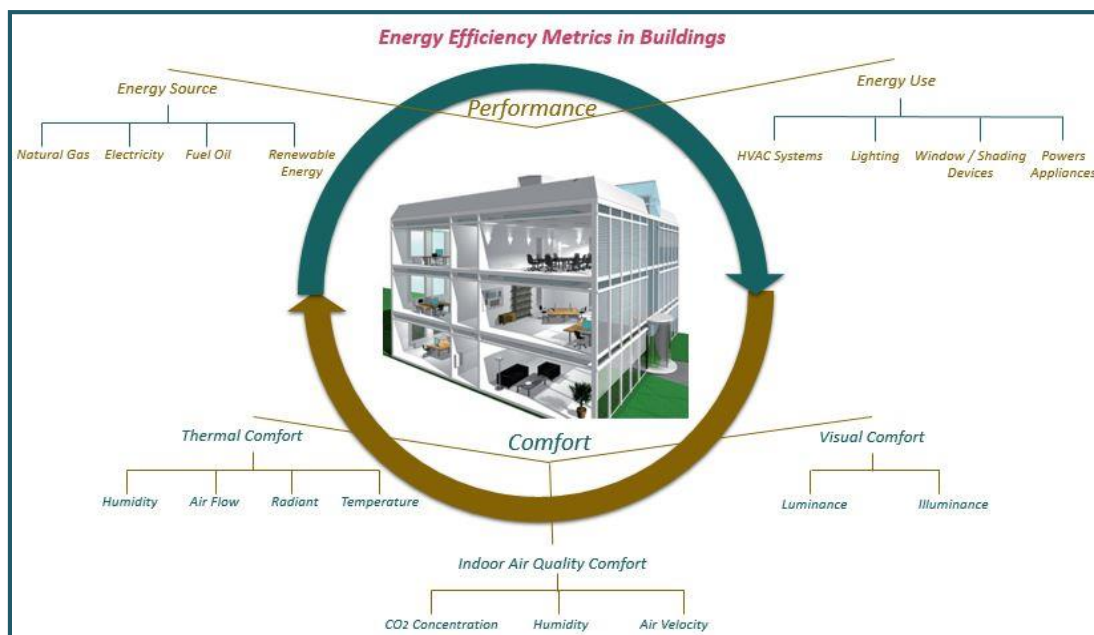 Energy Efficiency Metrics in Buildings
Energy Source
Performance
Energy Use
Natural Gas
Electricity
Fuel Oil
Renewable
Energy
HVAC Systems
Lighting
Window / Shading
Devices
Powers
Appliances
Thermal Comfort
Comfort
Visual Comfort
Humidity
Air Flow
Radiant
Temperature
Luminance
Illuminance
Indoor Air Quality Comfort
CO2 Concentration
Humidity
Air Velocity